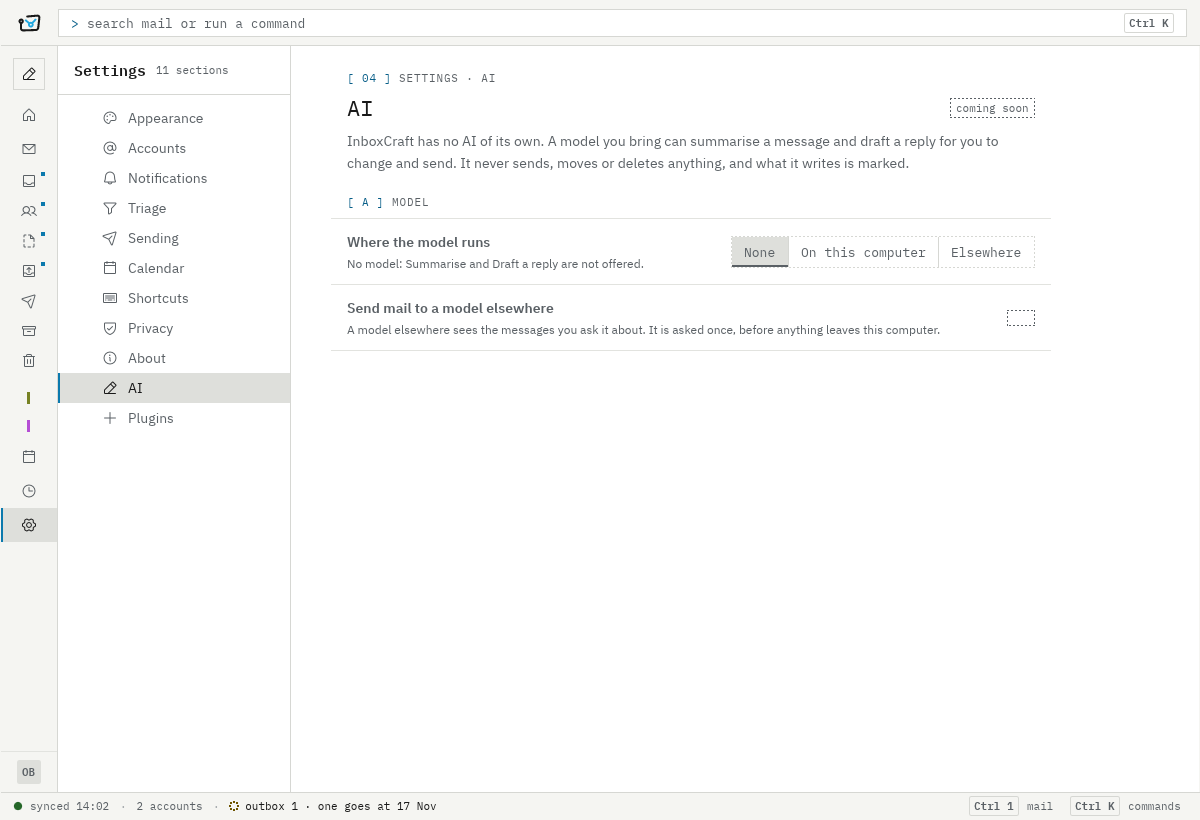 > search mail or run a command Ctrl K
Settings 11 sections
Appearance
Accounts
Notifications
Triage
Sending
Calendar
Shortcuts
Privacy
About
AI
Plugins
[ 04 ] SETTINGS · AI
AI
coming soon
InboxCraft has no AI of its own. A model you bring can summarise a message and draft a reply for you to
change and send. It never sends, moves or deletes anything, and what it writes is marked.
[ A ] MODEL
Where the model runs
No model: Summarise and Draft a reply are not offered.
None On this computer Elsewhere
Send mail to a model elsewhere
A model elsewhere sees the messages you ask it about. It is asked once, before anything leaves this computer.
OB
synced 14:02 · 2 accounts · outbox 1 · one goes at 17 Nov Ctrl 1 mail Ctrl K commands